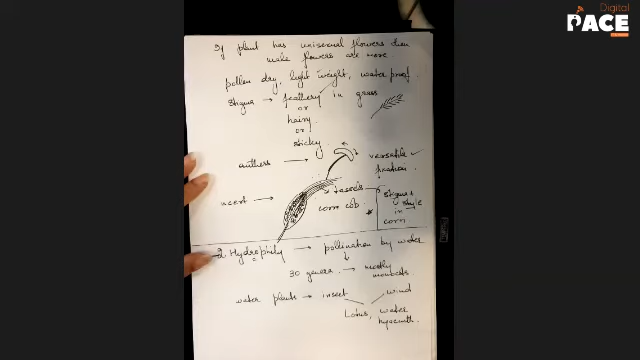 Digital
PACE
If plant has unisexual flowers then
male flowers are more.
pollen dry, light weight, water proof
stigma → feathery in grass
or
hairy
or
sticky
anthers → versatile ✓
fixation.
tassels
corn cob
stigma &
style
in
corn
2 Hydrophily → pollination by water
30 genera → mostly
monocots
water plants → insect wind
Lotus, water
hyacinth.